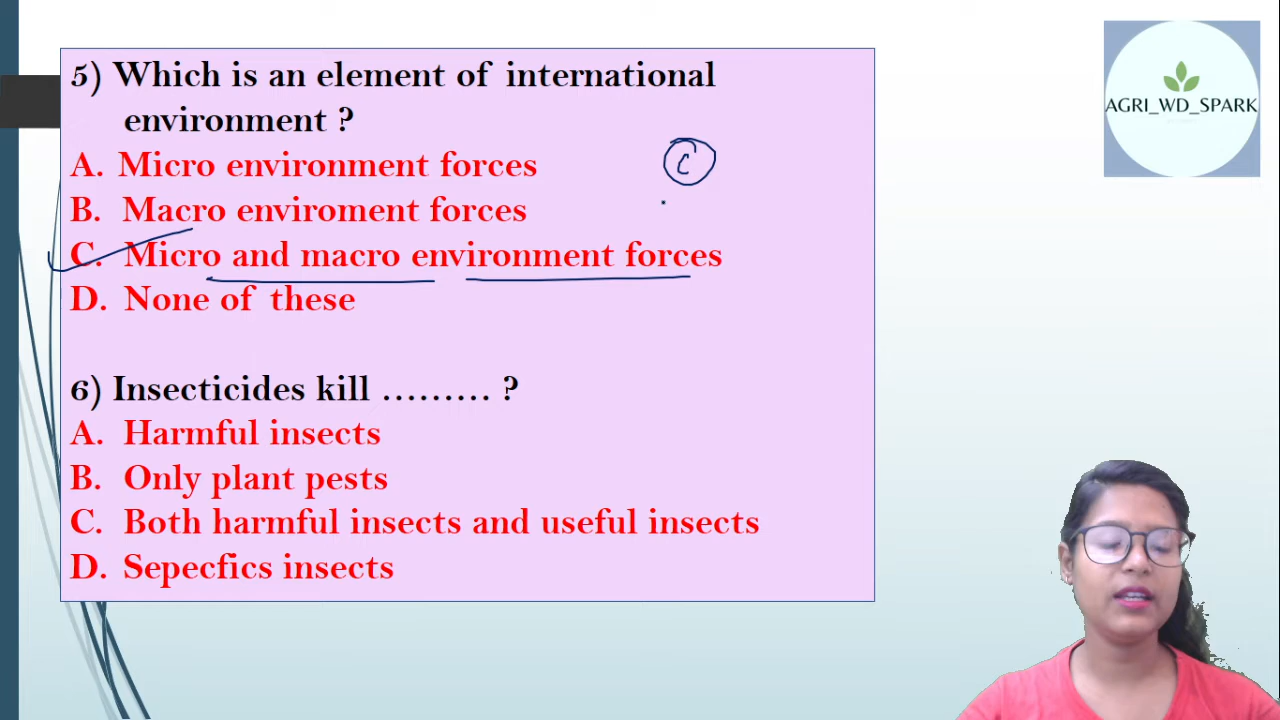 5) Which is an element of international
environment ?
A. Micro environment forces
B. Macro enviroment forces
C. Micro and macro environment forces
D. None of these
6) Insecticides kill ......... ?
A. Harmful insects
B. Only plant pests
C. Both harmful insects and useful insects
D. Sepecfics insects
C
AGRI_WD_SPARK